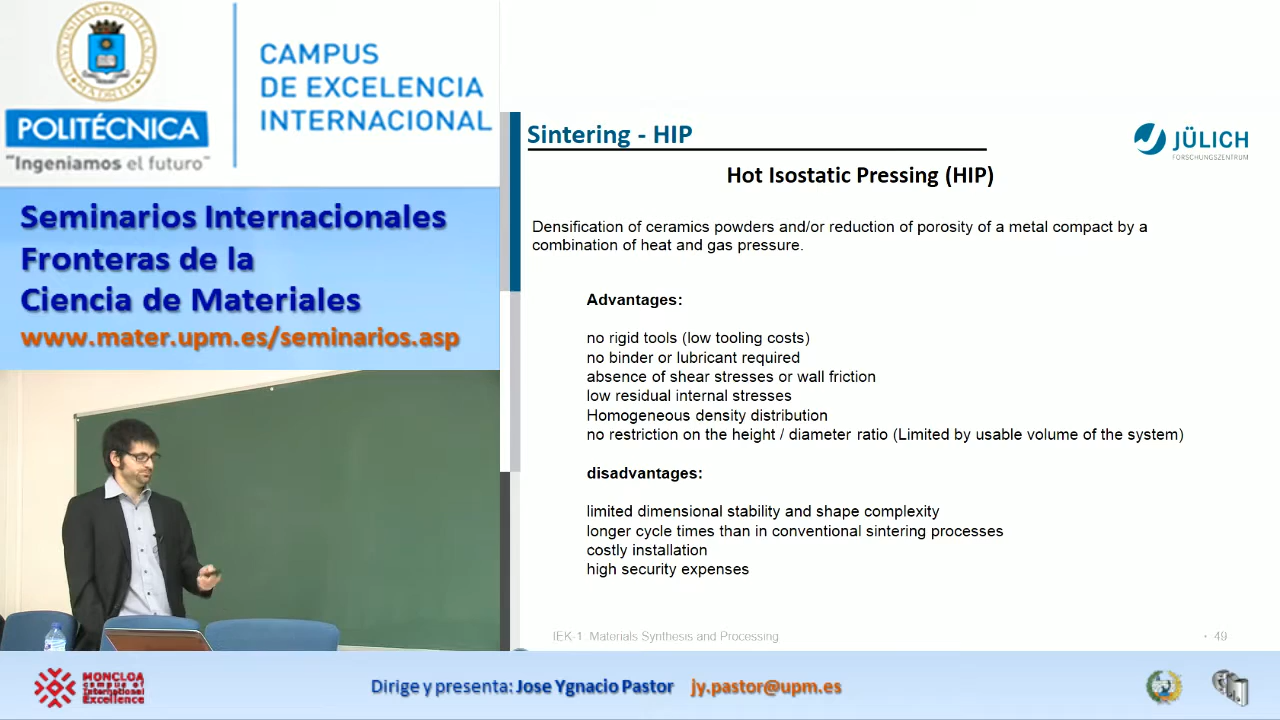 CAMPUS
DE EXCELENCIA
INTERNACIONAL
POLITÉCNICA
"Ingeniamos el futuro"
Seminarios Internacionales
Fronteras de la
Ciencia de Materiales
www.mater.upm.es/seminarios.asp
Sintering - HIP
JÜLICH
FORSCHUNGSZENTRUM
Hot Isostatic Pressing (HIP)
Densification of ceramics powders and/or reduction of porosity of a metal compact by a
combination of heat and gas pressure.
Advantages:
no rigid tools (low tooling costs)
no binder or lubricant required
absence of shear stresses or wall friction
low residual internal stresses
Homogeneous density distribution
no restriction on the height / diameter ratio (Limited by usable volume of the system)
disadvantages:
limited dimensional stability and shape complexity
longer cycle times than in conventional sintering processes
costly installation
high security expenses
IEK-1 Materials Synthesis and Processing
• 49
MONCLOA
campus of
International
Excellence
Dirige y presenta: Jose Ygnacio Pastor jy.pastor@upm.es